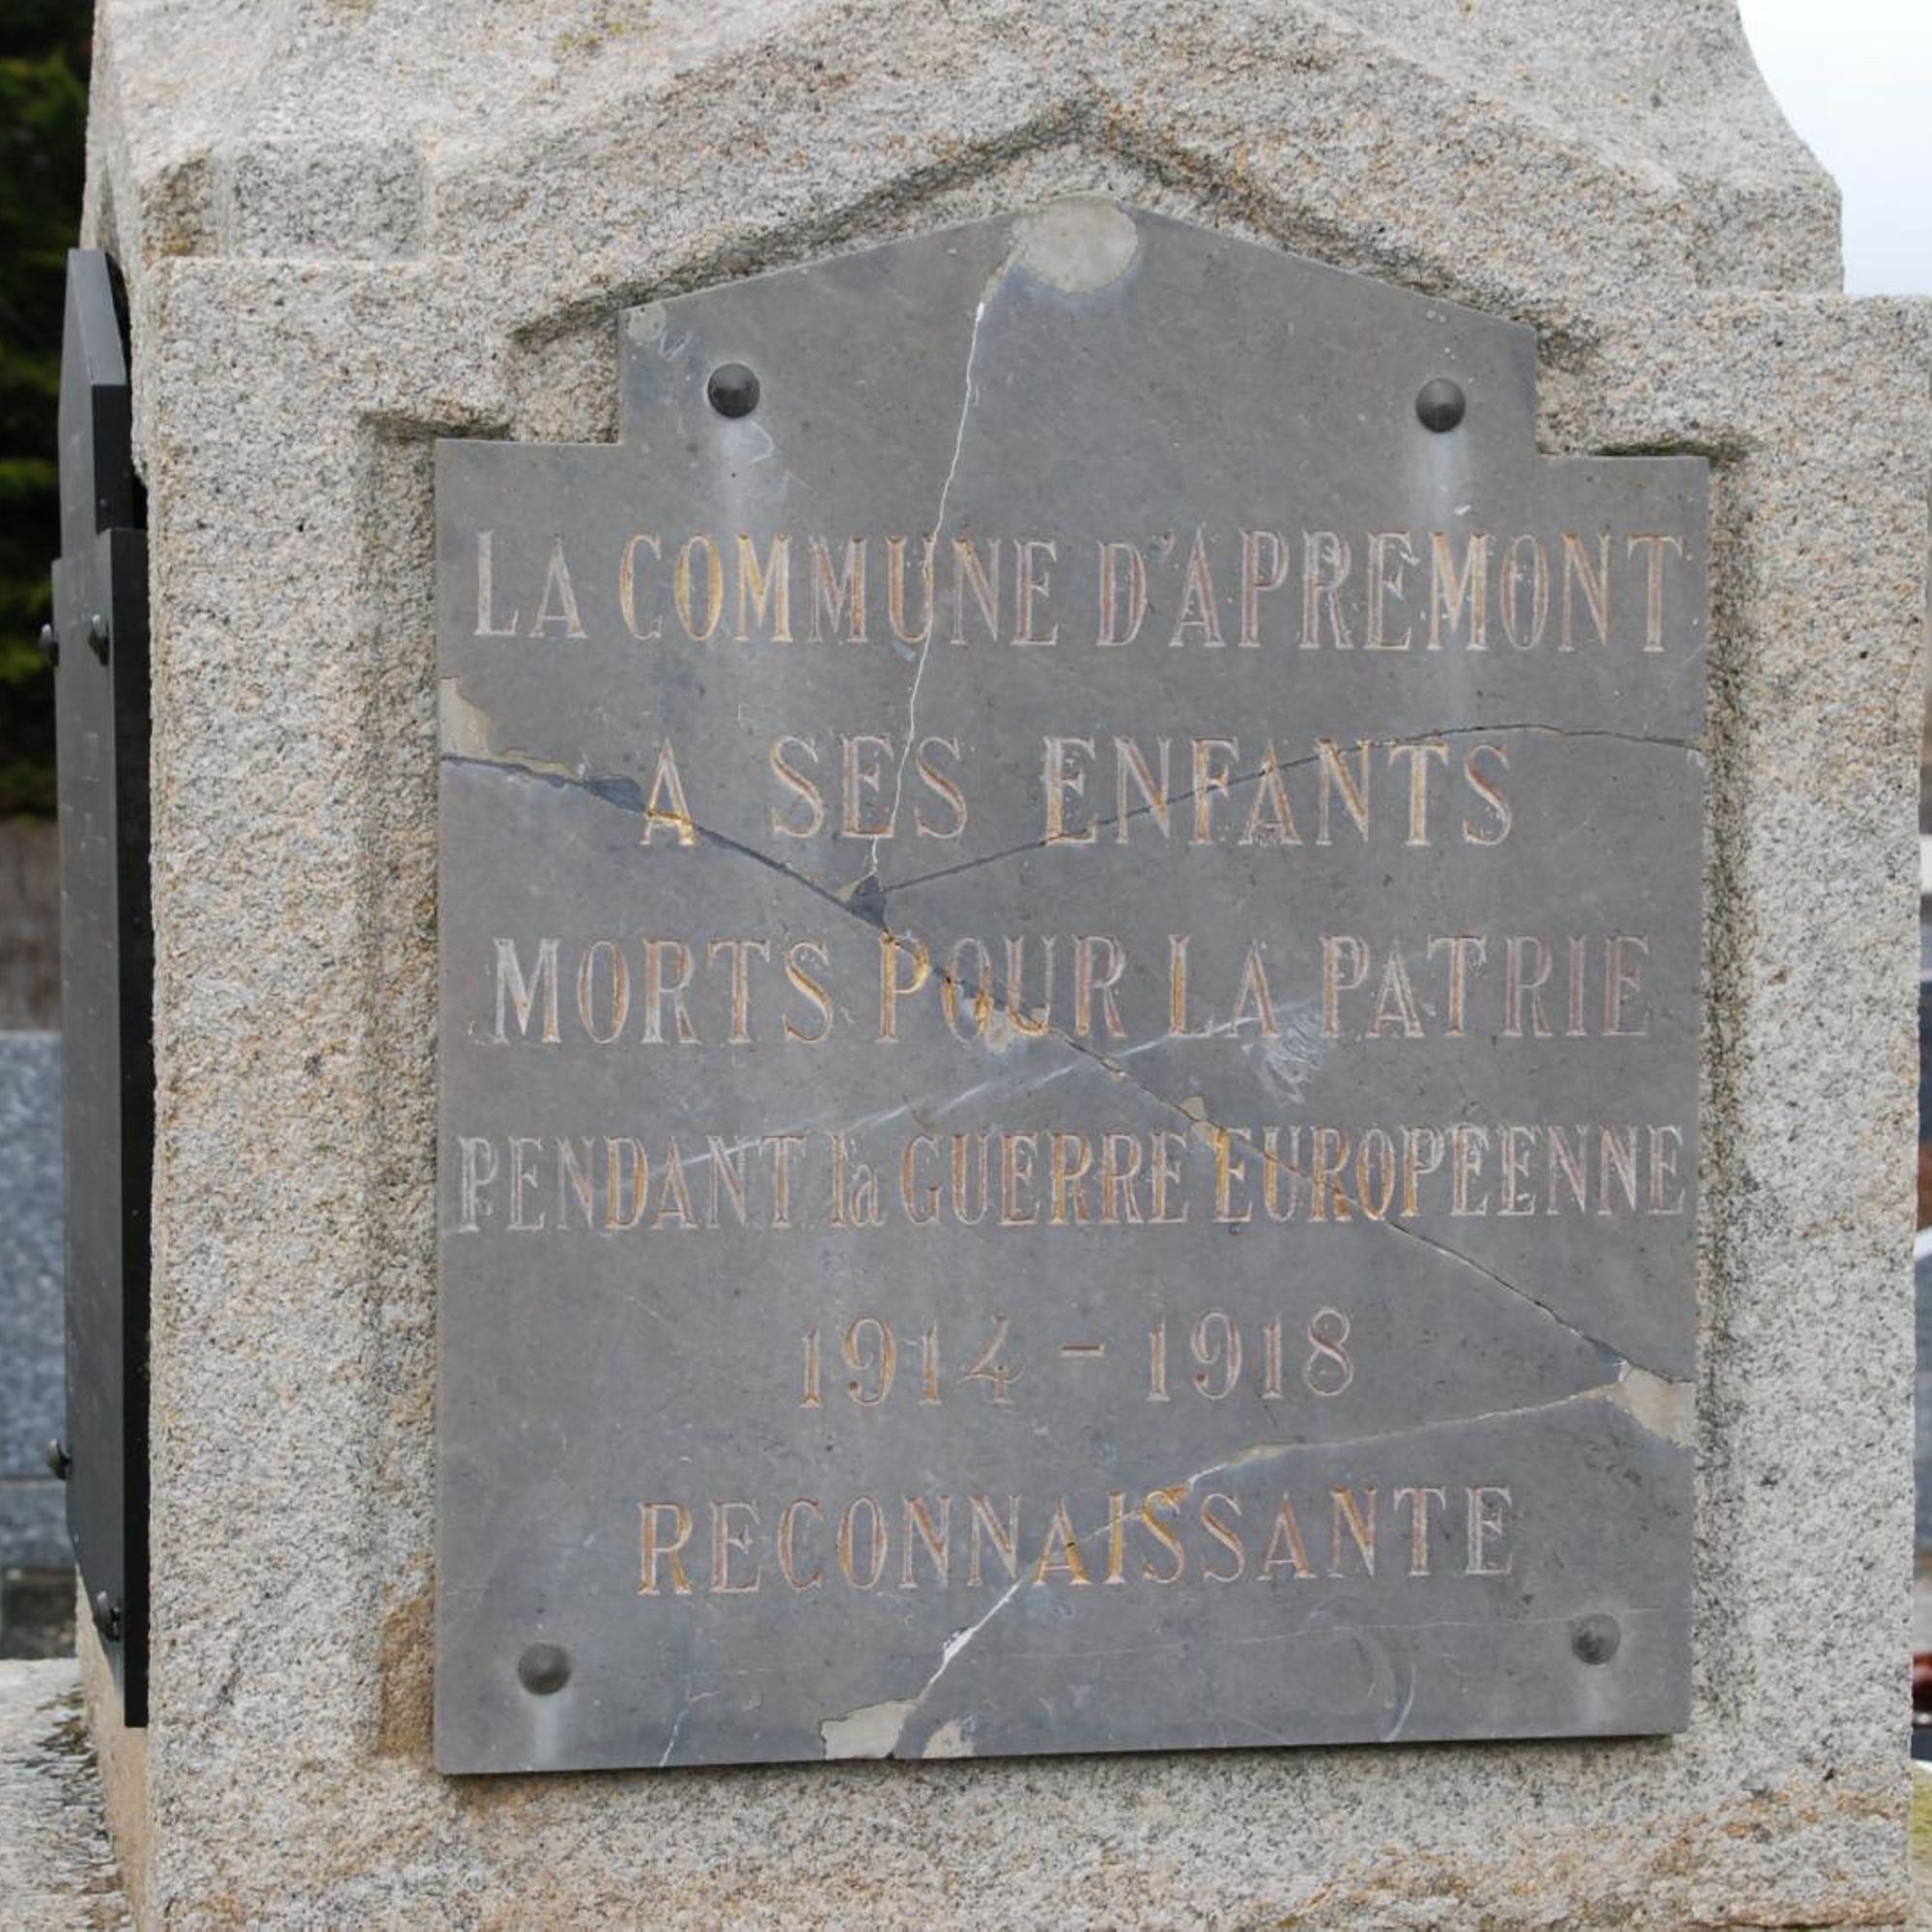 LA COMMUNE D'APREMONT
A SES ENFANTS
MORTS POUR LA PATRIE
PENDANT la GUERRE EUROPEENNE
1914 - 1918
RECONNAISSANTE